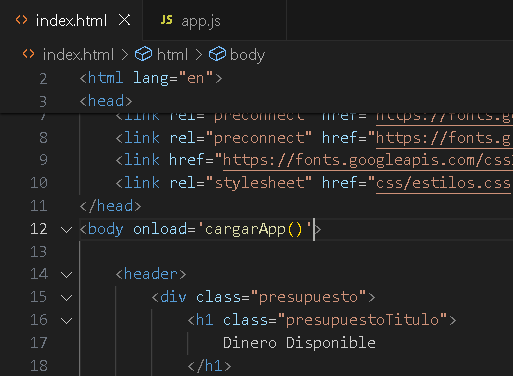 index.html
JS app.js
index.html > html > body
2 <html lang="en">
3 <head>
7 <link rel="preconnect" href="https://fonts.go
8 <link rel="preconnect" href="https://fonts.g
9 <link href="https://fonts.googleapis.com/css
10 <link rel="stylesheet" href="css/estilos.css
11 </head>
12 <body onload='cargarApp()'>
13
14 <header>
15 <div class="presupuesto">
16 <h1 class="presupuestoTitulo">
17 Dinero Disponible
18 </h1>